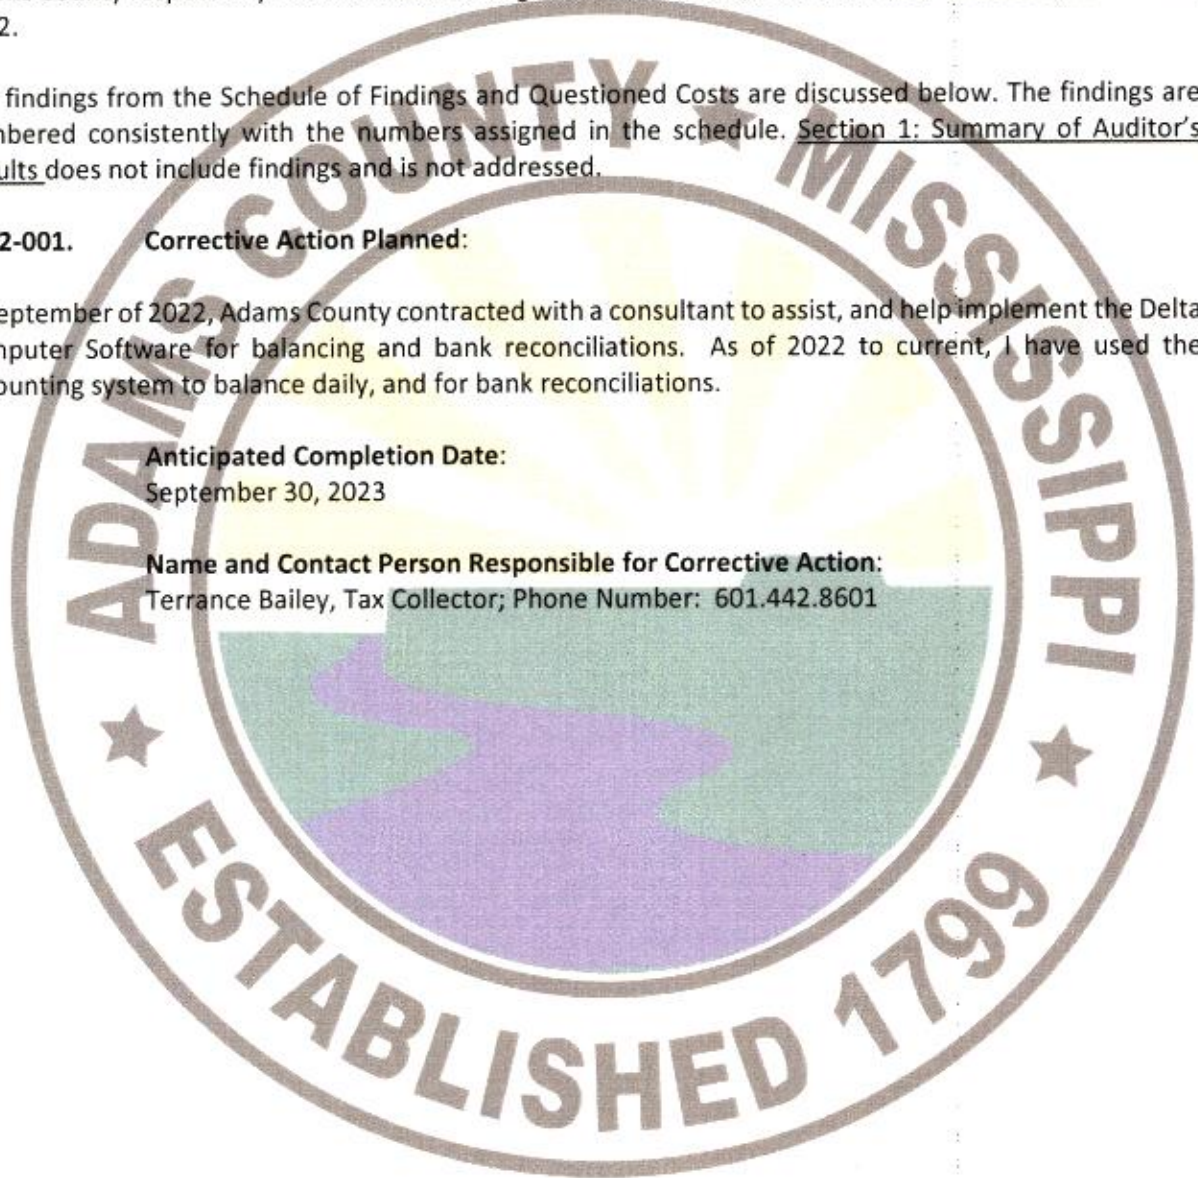 2.
findings from the Schedule of Findings and Questioned Costs are discussed below. The findings are
mbered consistently with the numbers assigned in the schedule. Section 1: Summary of Auditor's
ults does not include findings and is not addressed.
2-001. Corrective Action Planned:
eptember of 2022, Adams County contracted with a consultant to assist, and help implement the Delta
mputer Software for balancing and bank reconciliations. As of 2022 to current, I have used the
ounting system to balance daily, and for bank reconciliations.
Anticipated Completion Date:
September 30, 2023
Name and Contact Person Responsible for Corrective Action:
Terrance Bailey, Tax Collector; Phone Number: 601.442.8601
ADAMS COUNTY ★ MISSISSIPPI
★ ESTABLISHED 1799 ★